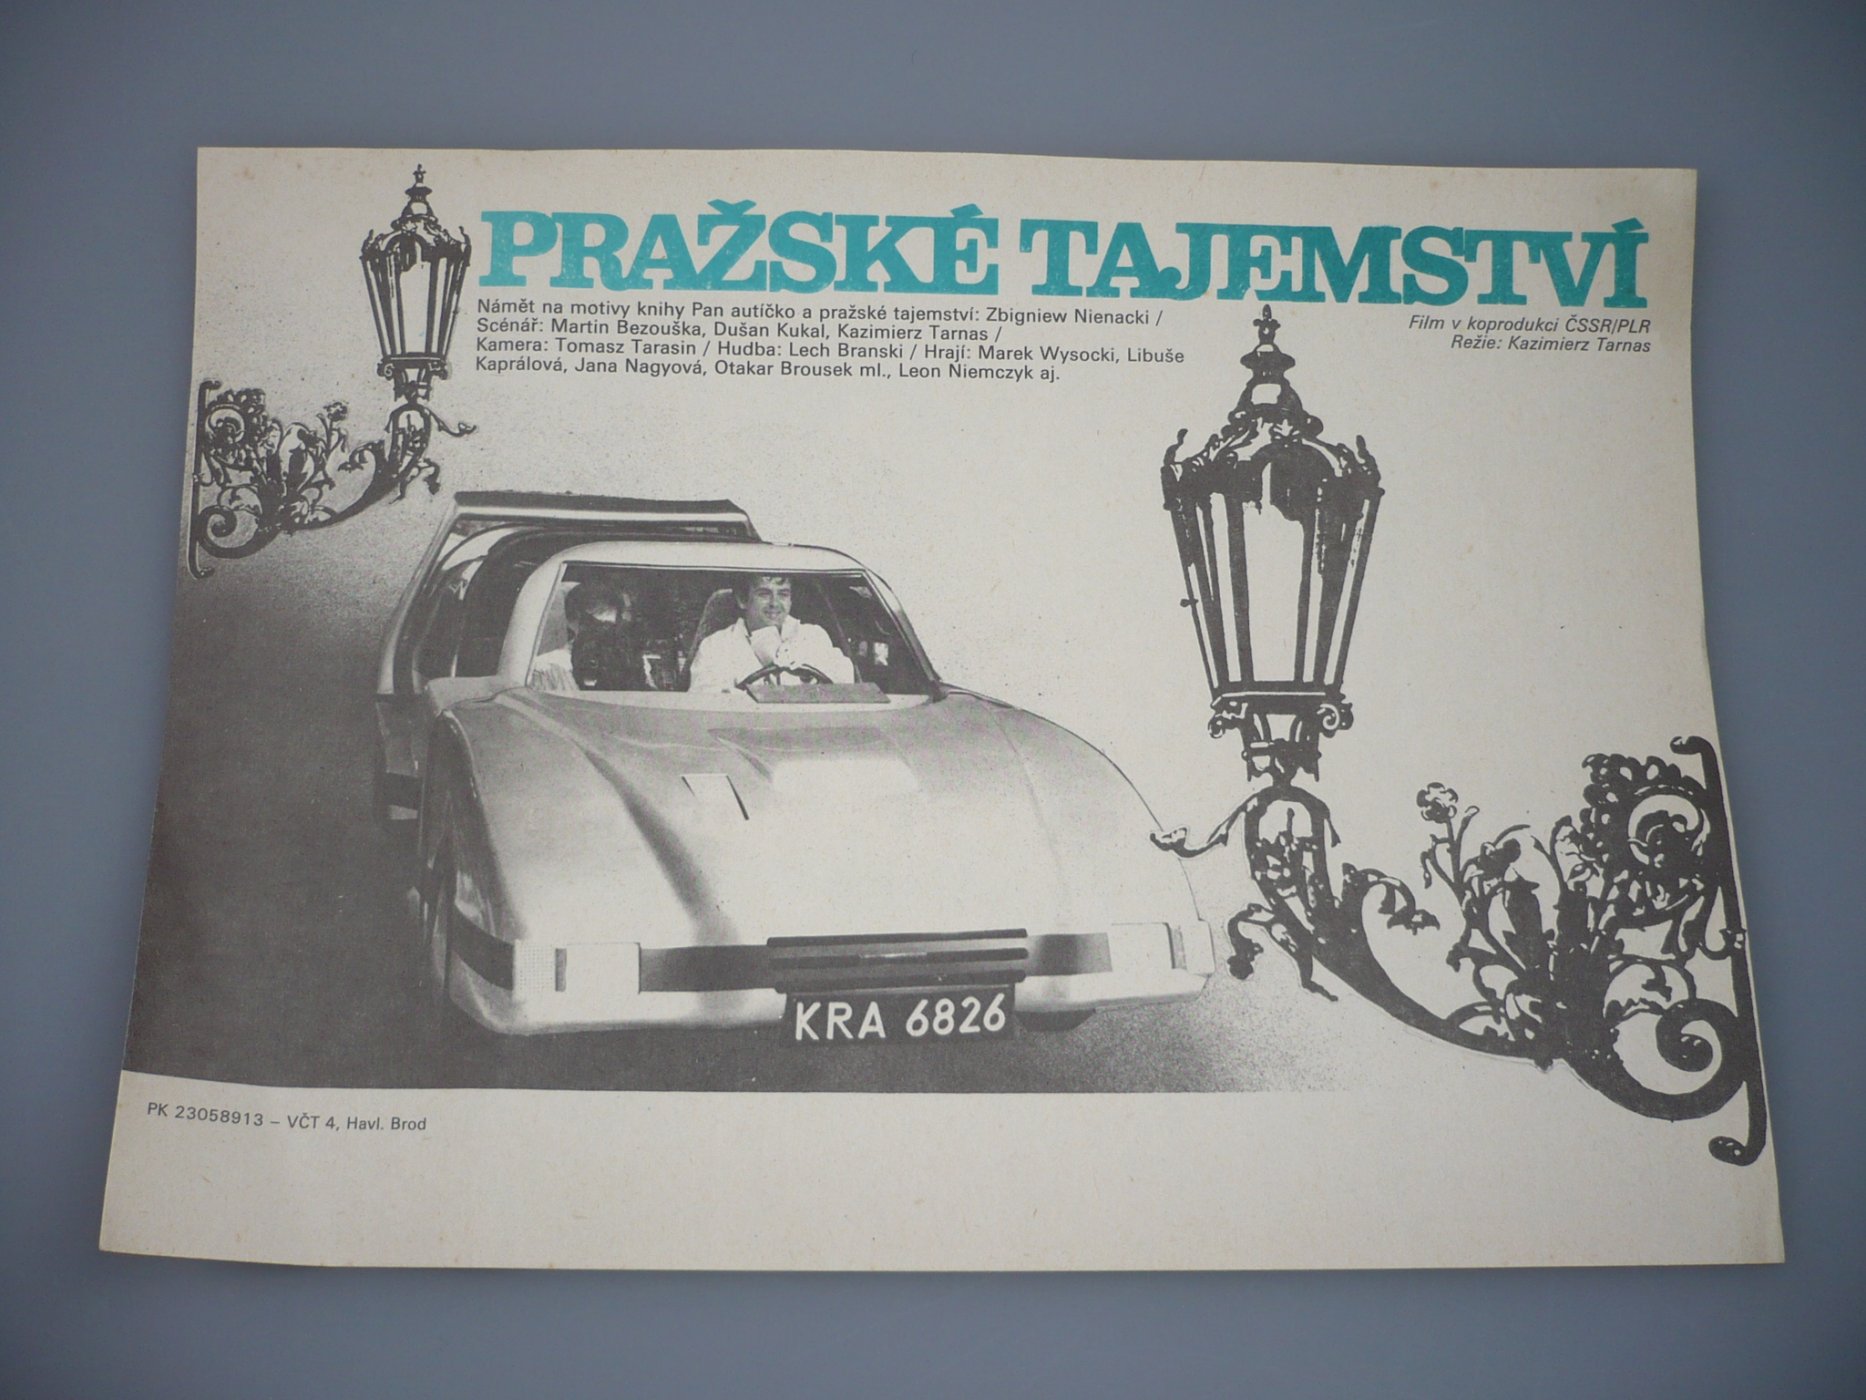 PRAŽSKÉ TAJEMSTVÍ
Námět na motivy knihy Pan autíčko a pražské tajemství: Zbigniew Nienacki /
Scénář: Martin Bezouška, Dušan Kukal, Kazimierz Tarnas /
Kamera: Tomasz Tarasin / Hudba: Lech Branski / Hrají: Marek Wysocki, Libuše
Kaprálová, Jana Nagyová, Otakar Brousek ml., Leon Niemczyk aj.
Film v koprodukci ČSSR/PLR
Režie: Kazimierz Tarnas
KRA 6826
PK 23058913 – VČT 4, Havl. Brod